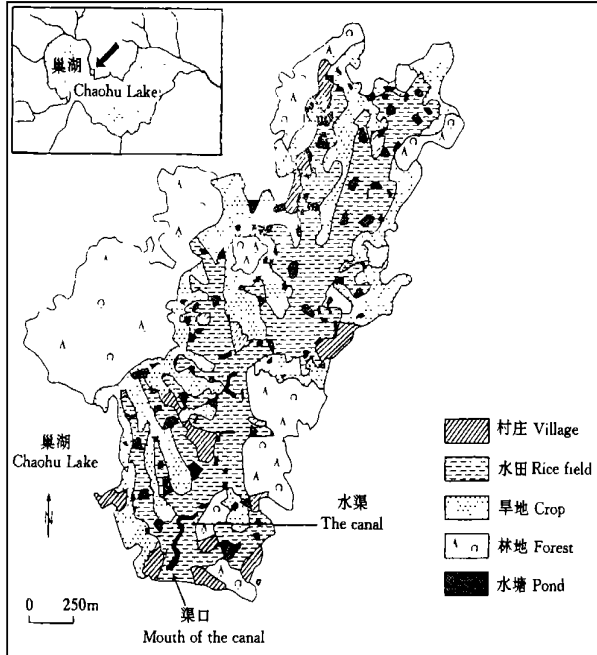 巢湖
Chaohu Lake
巢湖
Chaohu Lake
N
0 250m
水渠
The canal
渠口
Mouth of the canal
村庄 Village
水田 Rice field
旱地 Crop
林地 Forest
水塘 Pond